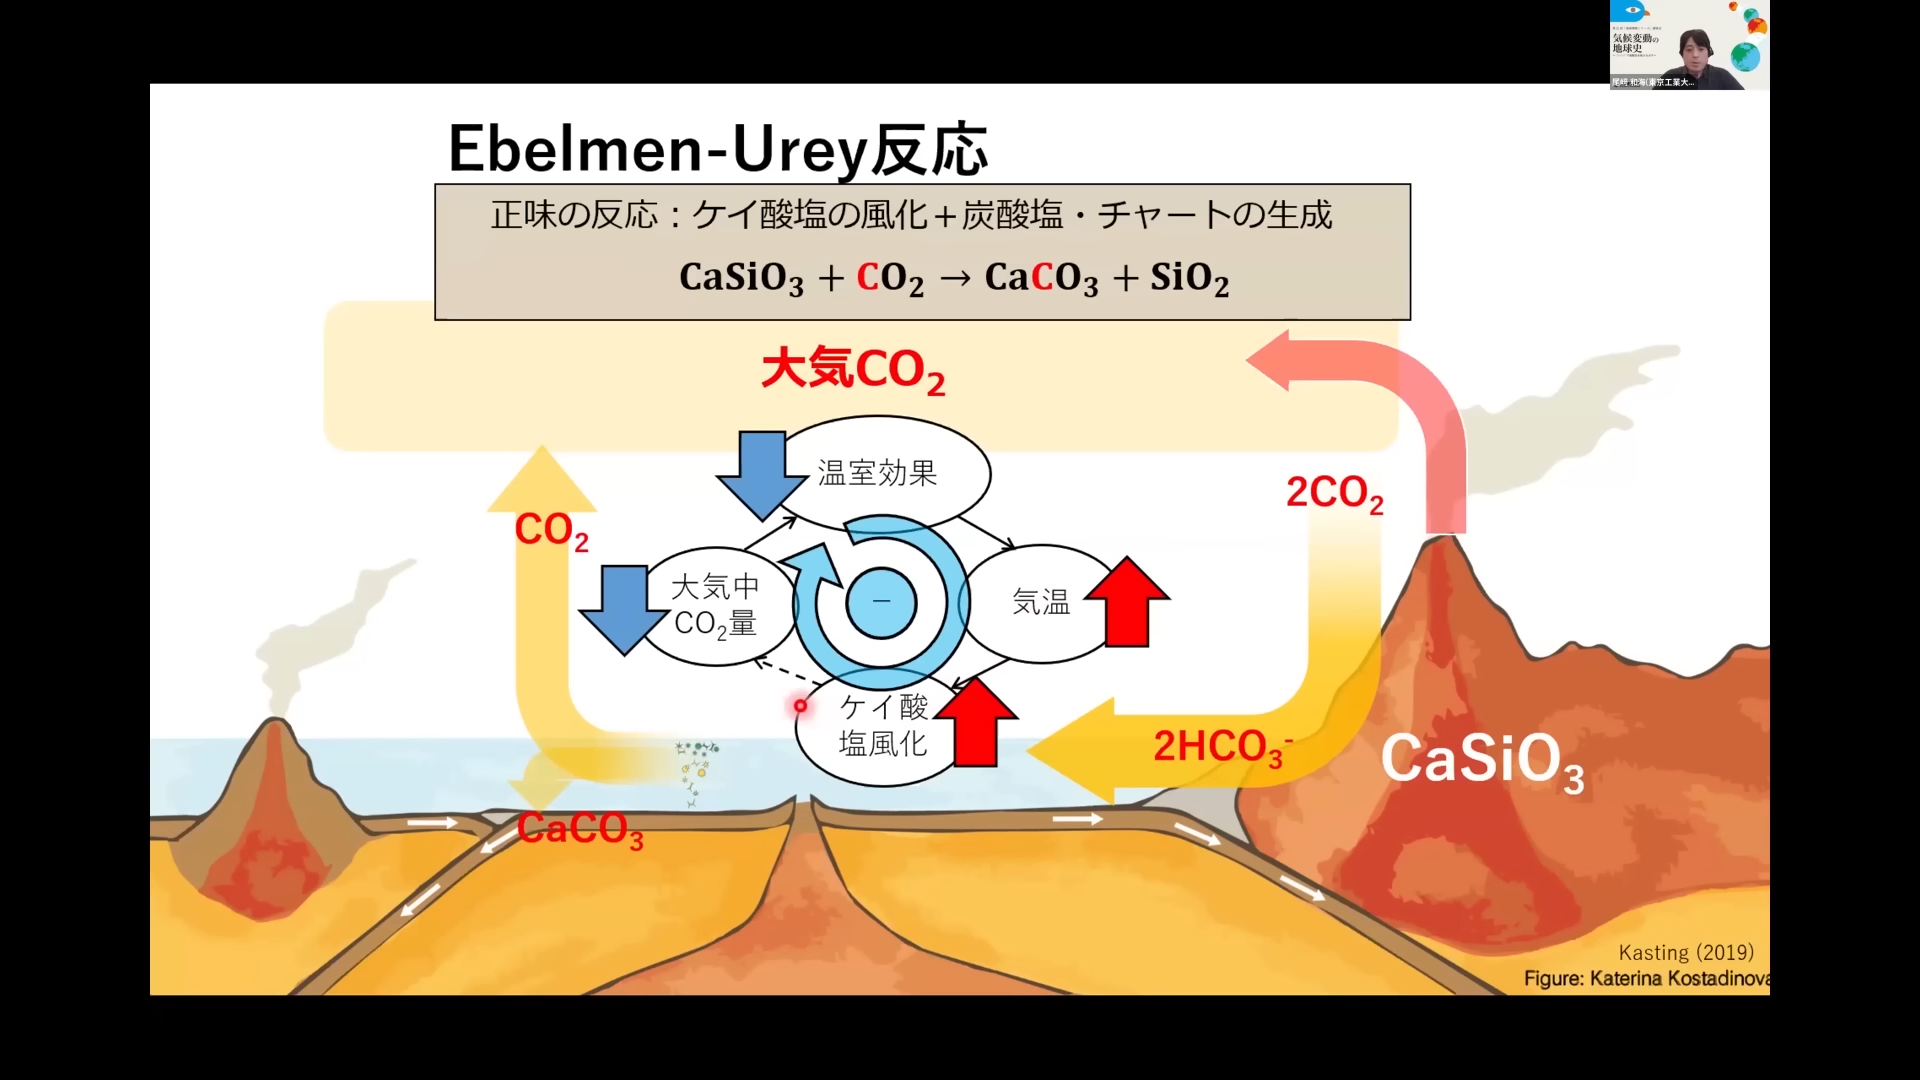 気候変動の
地球史
尾﨑 和海(東京工業大...
Ebelmen-Urey反応
正味の反応：ケイ酸塩の風化＋炭酸塩・チャートの生成
CaSiO₃ + CO₂ → CaCO₃ + SiO₂
大気CO₂
温室効果
2CO₂
CO₂
大気中
CO₂量
気温
−
ケイ酸
塩風化
2HCO₃⁻
CaSiO₃
CaCO₃
Kasting (2019)
Figure: Katerina Kostadinova